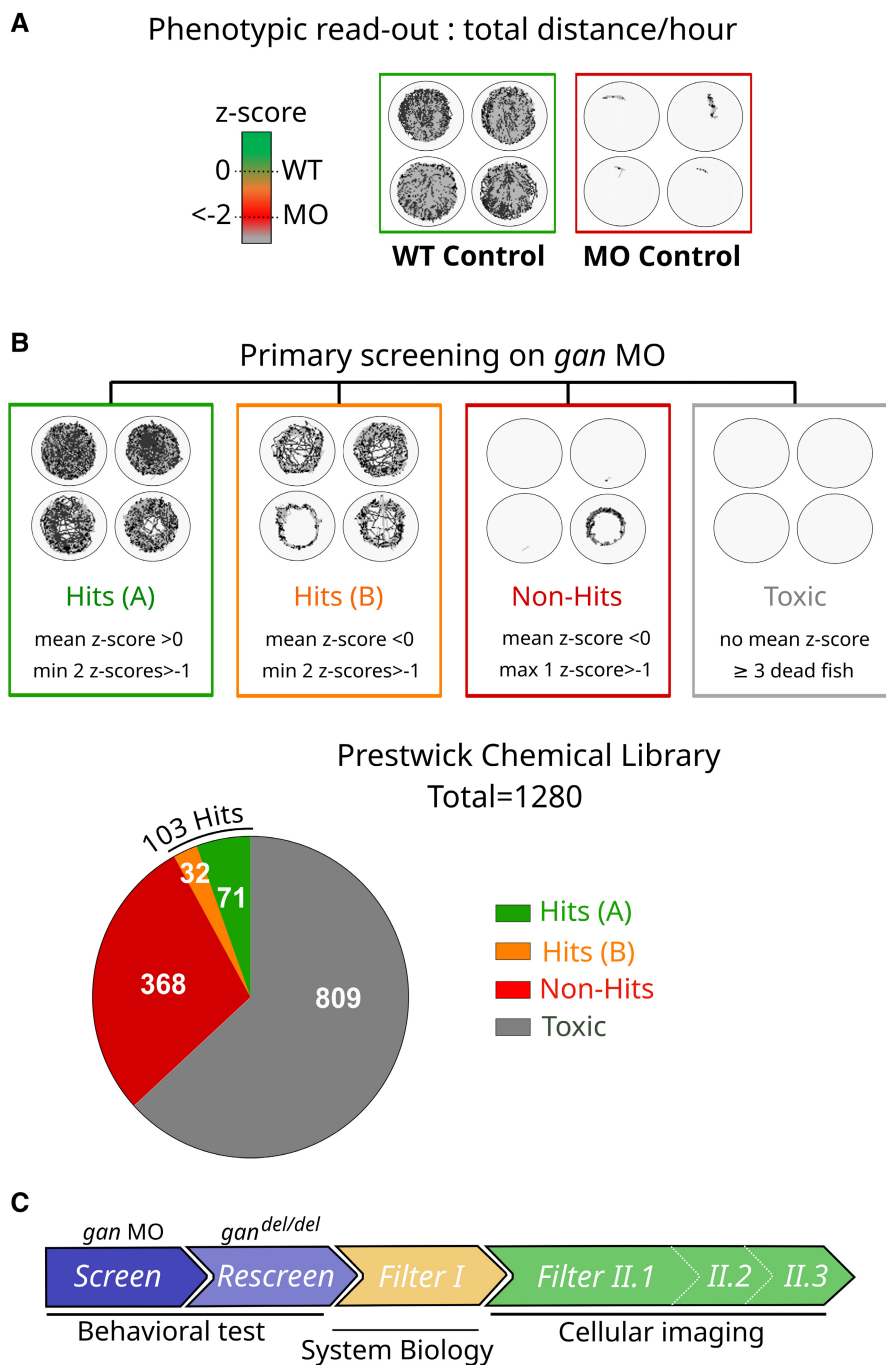 A
Phenotypic read-out : total distance/hour
z-score
0 WT
<-2 MO
WT Control MO Control
B
Primary screening on gan MO
Hits (A) Hits (B) Non-Hits Toxic
mean z-score >0 mean z-score <0 mean z-score <0 no mean z-score
min 2 z-scores>-1 min 2 z-scores>-1 max 1 z-score>-1 ≥ 3 dead fish
Prestwick Chemical Library
Total=1280
103 Hits
32
71
368
809
Hits (A)
Hits (B)
Non-Hits
Toxic
C
gan MO gan del/del
Screen Rescreen Filter I Filter II.1 II.2 II.3
Behavioral test System Biology Cellular imaging